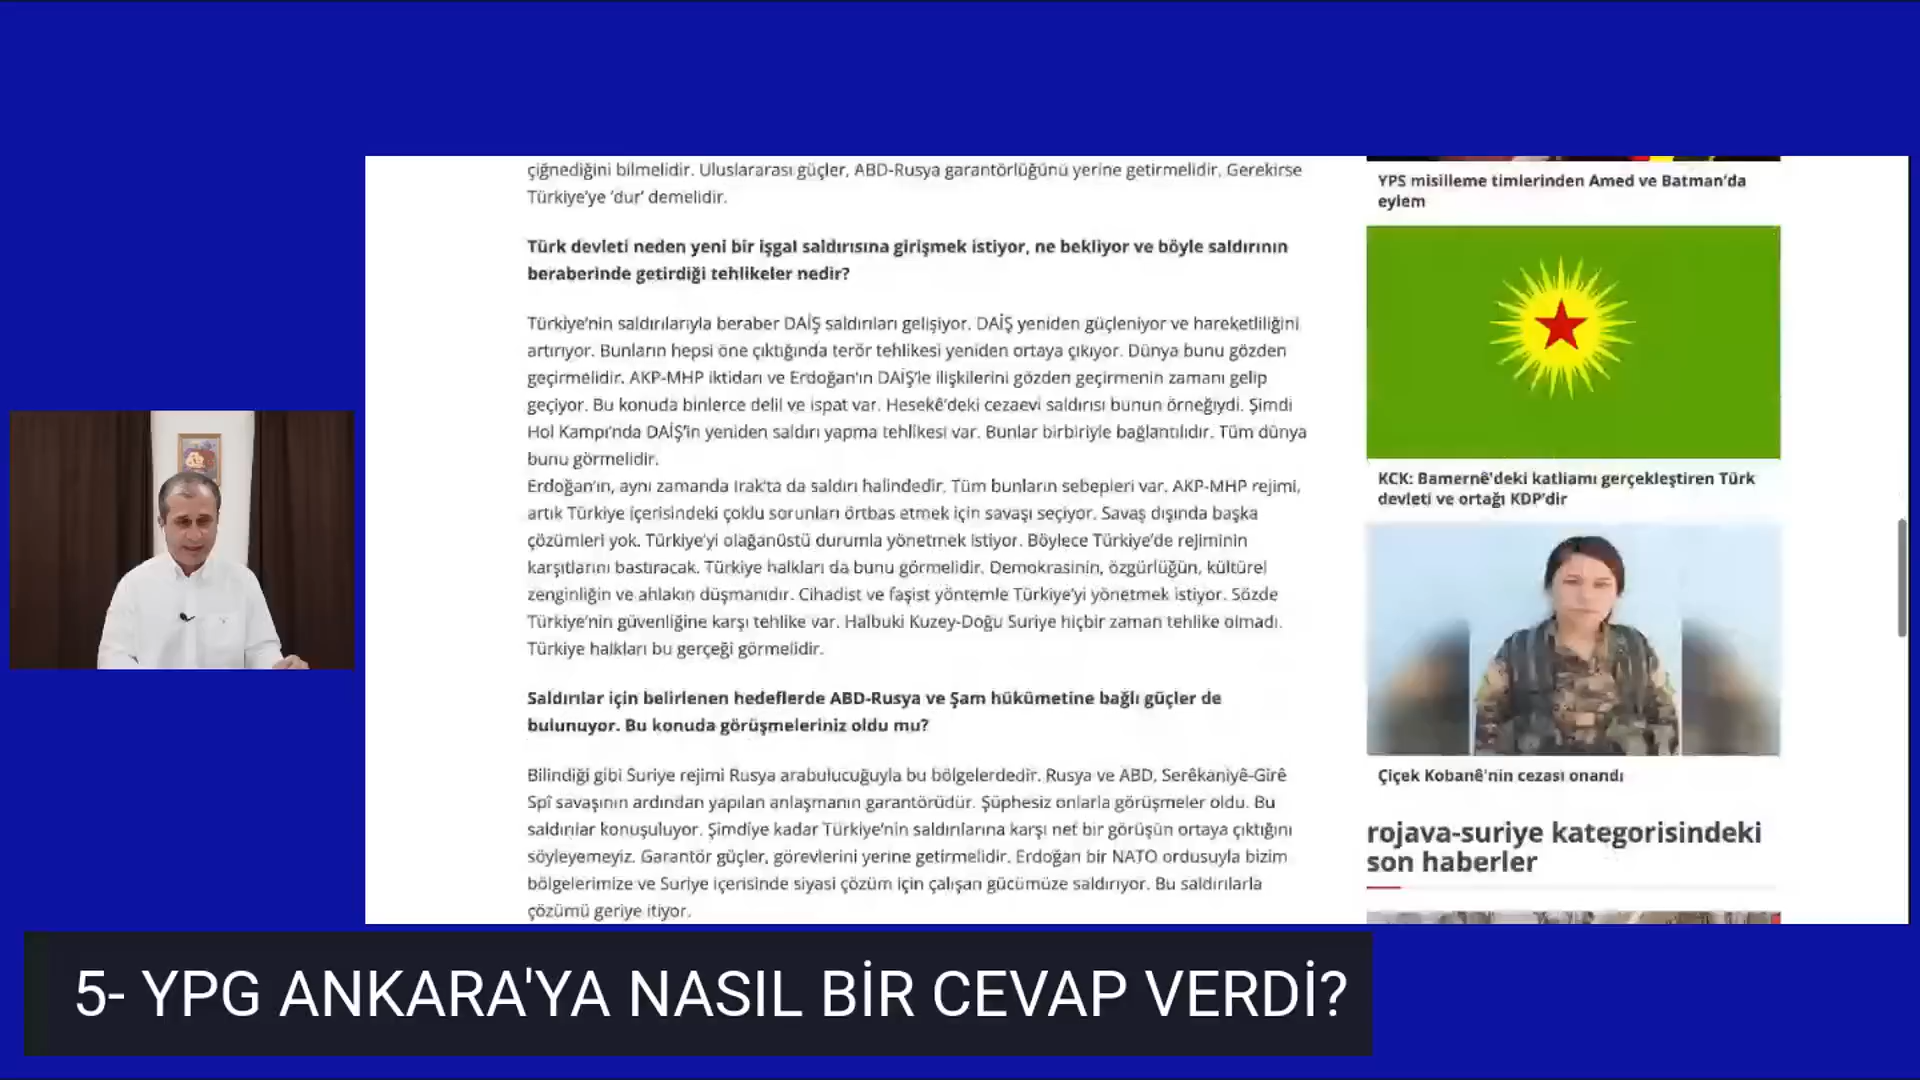 çiğnediğini bilmelidir. Uluslararası güçler, ABD-Rusya garantörlüğünü yerine getirmelidir. Gerekirse
Türkiye'ye 'dur' demelidir.
Türk devleti neden yeni bir işgal saldırısına girişmek istiyor, ne bekliyor ve böyle saldırının
beraberinde getirdiği tehlikeler nedir?
Türkiye'nin saldırılarıyla beraber DAİŞ saldırıları gelişiyor. DAİŞ yeniden güçleniyor ve hareketliliğini
artırıyor. Bunların hepsi öne çıktığında terör tehlikesi yeniden ortaya çıkıyor. Dünya bunu gözden
geçirmelidir. AKP-MHP iktidarı ve Erdoğan'ın DAİŞ'le ilişkilerini gözden geçirmenin zamanı gelip
geçiyor. Bu konuda binlerce delil ve ispat var. Hesekê'deki cezaevi saldırısı bunun örneğiydi. Şimdi
Hol Kampı'nda DAİŞ'in yeniden saldırı yapma tehlikesi var. Bunlar birbiriyle bağlantılıdır. Tüm dünya
bunu görmelidir.
Erdoğan'ın, aynı zamanda Irak'ta da saldırı halindedir. Tüm bunların sebepleri var. AKP-MHP rejimi,
artık Türkiye içerisindeki çoklu sorunları örtbas etmek için savaşı seçiyor. Savaş dışında başka
çözümleri yok. Türkiye'yi olağanüstü durumla yönetmek istiyor. Böylece Türkiye'de rejiminin
karşıtlarını bastıracak. Türkiye halkları da bunu görmelidir. Demokrasinin, özgürlüğün, kültürel
zenginliğin ve ahlakın düşmanıdır. Cihadist ve faşist yöntemle Türkiye'yi yönetmek istiyor. Sözde
Türkiye'nin güvenliğine karşı tehlike var. Halbuki Kuzey-Doğu Suriye hiçbir zaman tehlike olmadı.
Türkiye halkları bu gerçeği görmelidir.
Saldırılar için belirlenen hedeflerde ABD-Rusya ve Şam hükümetine bağlı güçler de
bulunuyor. Bu konuda görüşmeleriniz oldu mu?
Bilindiği gibi Suriye rejimi Rusya arabulucuğuyla bu bölgelerdedir. Rusya ve ABD, Serêkaniyê-Girê
Spî savaşının ardından yapılan anlaşmanın garantörüdür. Şüphesiz onlarla görüşmeler oldu. Bu
saldırılar konuşuluyor. Şimdiye kadar Türkiye'nin saldırılarına karşı net bir görüşün ortaya çıktığını
söyleyemeyiz. Garantör güçler, görevlerini yerine getirmelidir. Erdoğan bir NATO ordusuyla bizim
bölgelerimize ve Suriye içerisinde siyasi çözüm için çalışan gücümüze saldırıyor. Bu saldırılarla
çözümü geriye itiyor.
YPS misilleme timlerinden Amed ve Batman'da
eylem
KCK: Bamernê'deki katliamı gerçekleştiren Türk
devleti ve ortağı KDP'dir
Çiçek Kobanê'nin cezası onandı
rojava-suriye kategorisindeki
son haberler
5- YPG ANKARA'YA NASIL BİR CEVAP VERDİ?